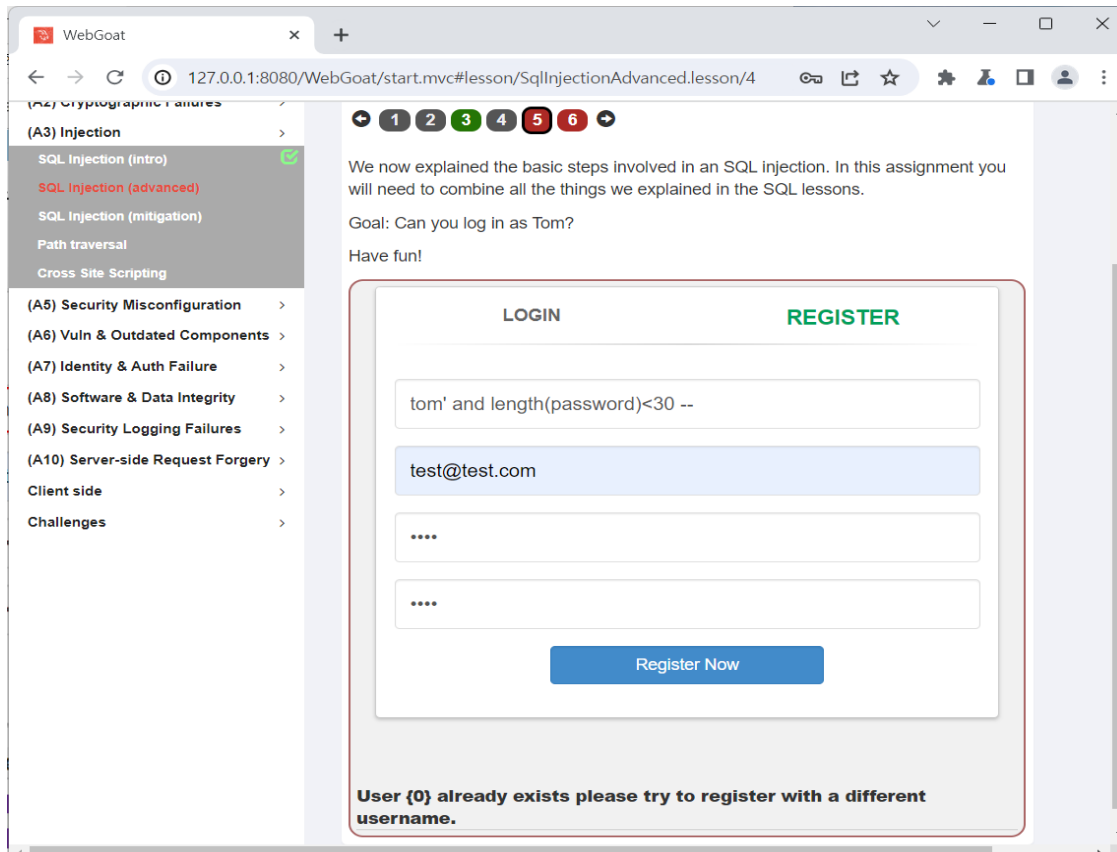 WebGoat
127.0.0.1:8080/WebGoat/start.mvc#lesson/SqlInjectionAdvanced.lesson/4
(A2) Cryptographic Failures
(A3) Injection
SQL Injection (intro)
SQL Injection (advanced)
SQL Injection (mitigation)
Path traversal
Cross Site Scripting
(A5) Security Misconfiguration
(A6) Vuln & Outdated Components
(A7) Identity & Auth Failure
(A8) Software & Data Integrity
(A9) Security Logging Failures
(A10) Server-side Request Forgery
Client side
Challenges
1 2 3 4 5 6
We now explained the basic steps involved in an SQL injection. In this assignment you
will need to combine all the things we explained in the SQL lessons.
Goal: Can you log in as Tom?
Have fun!
LOGIN REGISTER
tom' and length(password)<30 --
test@test.com
••••
••••
Register Now
User {0} already exists please try to register with a different
username.